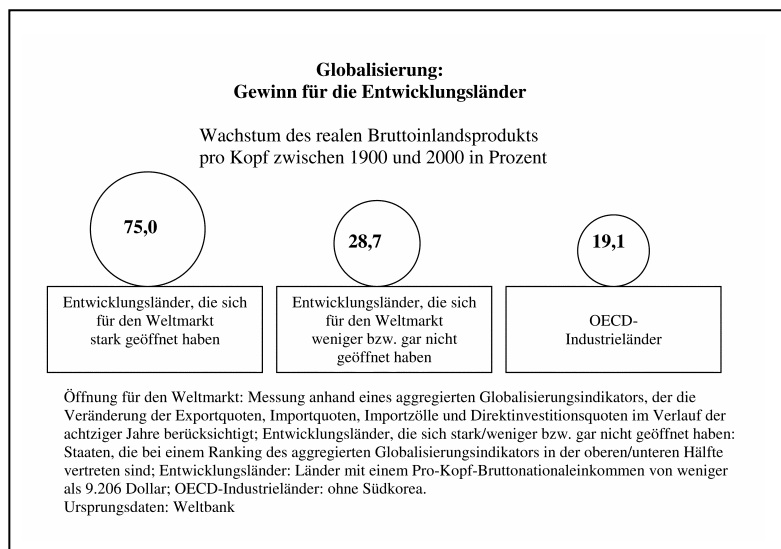 Globalisierung:
Gewinn für die Entwicklungsländer
Wachstum des realen Bruttoinlandsprodukts
pro Kopf zwischen 1900 und 2000 in Prozent
75,0
28,7
19,1
Entwicklungsländer, die sich
für den Weltmarkt
stark geöffnet haben
Entwicklungsländer, die sich
für den Weltmarkt
weniger bzw. gar nicht
geöffnet haben
OECD-
Industrieländer
Öffnung für den Weltmarkt: Messung anhand eines aggregierten Globalisierungsindikators, der die
Veränderung der Exportquoten, Importquoten, Importzölle und Direktinvestitionsquoten im Verlauf der
achtziger Jahre berücksichtigt; Entwicklungsländer, die sich stark/weniger bzw. gar nicht geöffnet haben:
Staaten, die bei einem Ranking des aggregierten Globalisierungsindikators in der oberen/unteren Hälfte
vertreten sind; Entwicklungsländer: Länder mit einem Pro-Kopf-Bruttonationaleinkommen von weniger
als 9.206 Dollar; OECD-Industrieländer: ohne Südkorea.
Ursprungsdaten: Weltbank